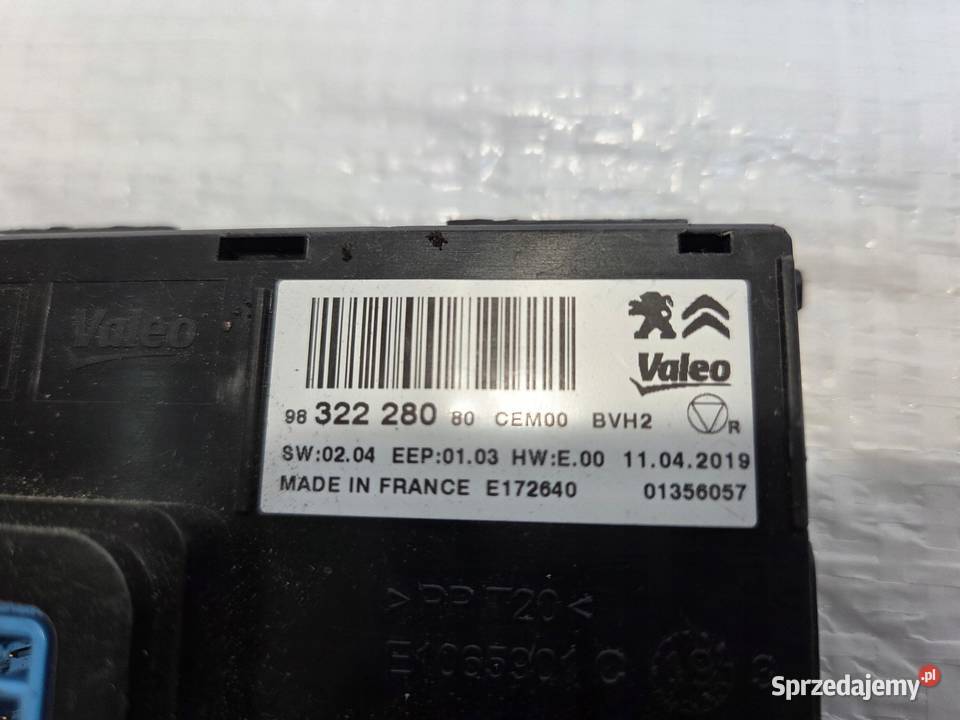 Valeo
Valeo
98 322 280 80 CEM00 BVH2
R
SW:02.04 EEP:01.03 HW:E.00 11.04.2019
MADE IN FRANCE E172640 01356057
>PP T20<
Sprzedajemy.pl